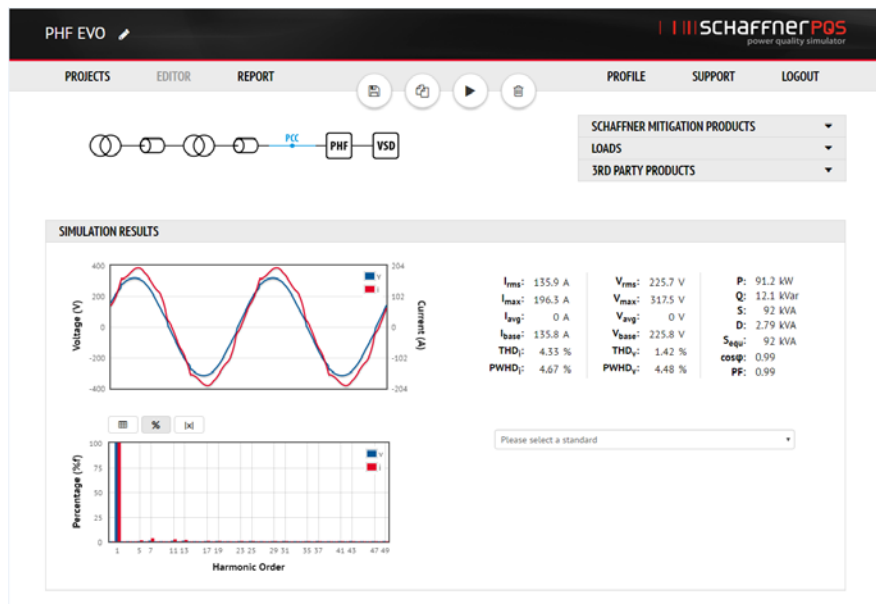 PHF EVO
schaffner PQS
power quality simulator
PROJECTS EDITOR REPORT PROFILE SUPPORT LOGOUT
PCC
PHF VSD
SCHAFFNER MITIGATION PRODUCTS
LOADS
3RD PARTY PRODUCTS
SIMULATION RESULTS
400 204
200 102
0 0
-200 -102
-400 -204
Voltage (V)
Current (A)
v
i
Irms: 135.9 A Vrms: 225.7 V P: 91.2 kW
Imax: 196.3 A Vmax: 317.5 V Q: 12.1 kVar
Iavg: 0 A Vavg: 0 V S: 92 kVA
Ibase: 135.8 A Vbase: 225.8 V D: 2.79 kVA
THDi: 4.33 % THDv: 1.42 % Sequ: 92 kVA
PWHDi: 4.67 % PWHDv: 4.48 % cosφ: 0.99
PF: 0.99
% |x|
Please select a standard
100
75
50
25
0
Percentage (%f)
v
i
1 5 7 11 13 17 19 23 25 29 31 35 37 41 43 47 49
Harmonic Order